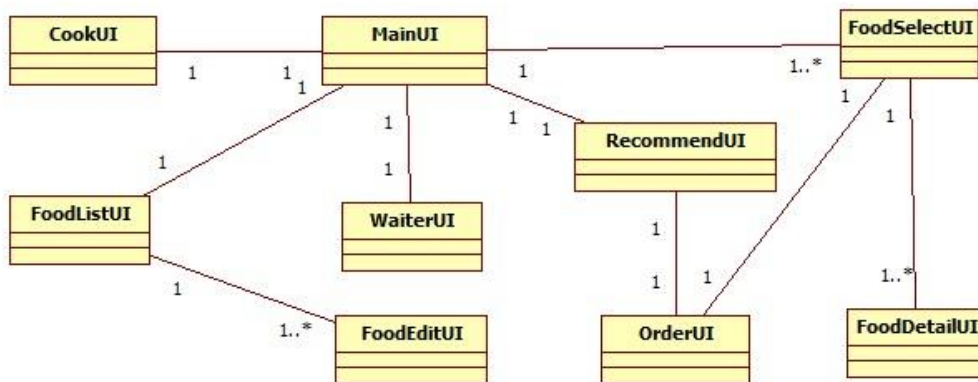 CookUI
MainUI
FoodSelectUI
1
1
1
1
1..*
1
1
1
1
1
1
RecommendUI
1
1
FoodListUI
WaiterUI
1
1
1
1
1..*
1..*
FoodEditUI
OrderUI
FoodDetailUI